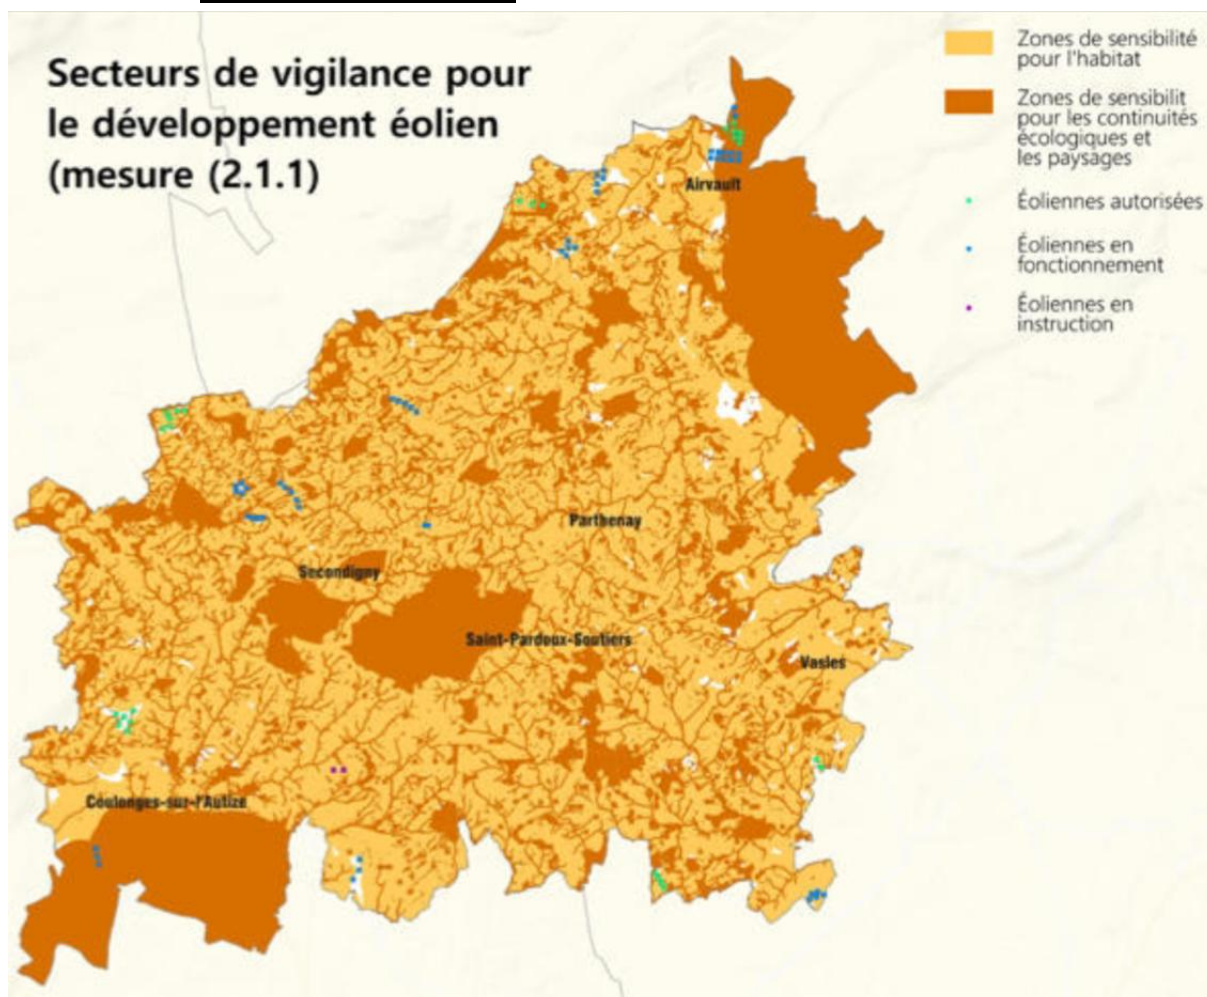 Secteurs de vigilance pour
le développement éolien
(mesure (2.1.1)
Zones de sensibilité
pour l'habitat
Zones de sensibilit
pour les continuités
écologiques et
les paysages
Éoliennes autorisées
Éoliennes en
fonctionnement
Éoliennes en
instruction
Airvault
Parthenay
Secondigny
Saint-Pardoux-Soutiers
Vasles
Coulonges-sur-l'Autize